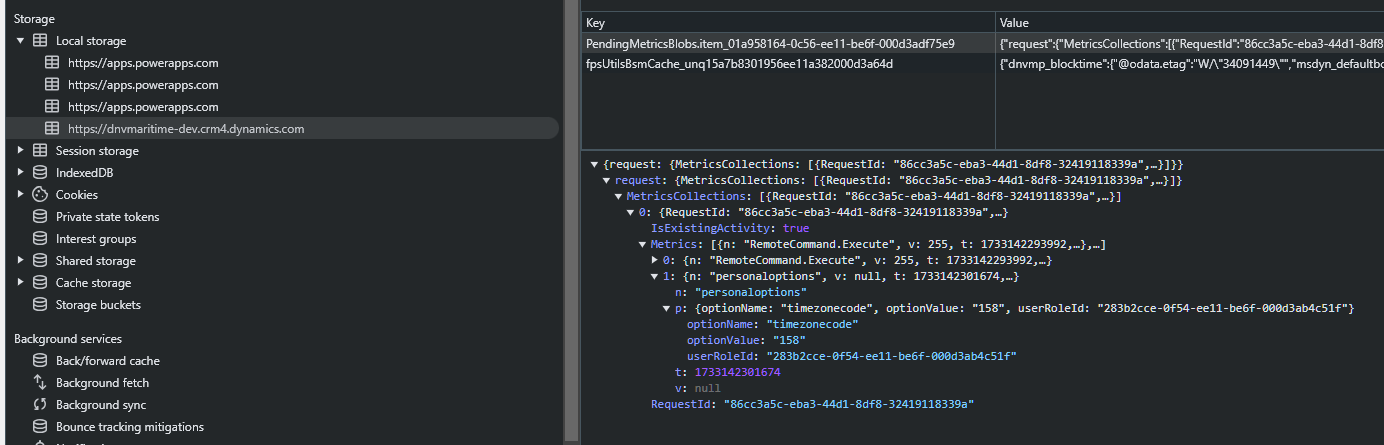 Storage
Local storage
https://apps.powerapps.com
https://apps.powerapps.com
https://apps.powerapps.com
https://dnvmaritime-dev.crm4.dynamics.com
Session storage
IndexedDB
Cookies
Private state tokens
Interest groups
Shared storage
Cache storage
Storage buckets
Background services
Back/forward cache
Background fetch
Background sync
Bounce tracking mitigations
Key Value
PendingMetricsBlobs.item_01a958164-0c56-ee11-be6f-000d3adf75e9 {"request":{"MetricsCollections":[{"RequestId":"86cc3a5c-eba3-44d1-8df8
fpsUtilsBsmCache_unq15a7b8301956ee11a382000d3a64d {"dnvmp_blocktime":{"@odata.etag":"W/\"34091449\"","msdyn_defaultbo
{request: {MetricsCollections: [{RequestId: "86cc3a5c-eba3-44d1-8df8-32419118339a",…}]}}
request: {MetricsCollections: [{RequestId: "86cc3a5c-eba3-44d1-8df8-32419118339a",…}]}
MetricsCollections: [{RequestId: "86cc3a5c-eba3-44d1-8df8-32419118339a",…}]
0: {RequestId: "86cc3a5c-eba3-44d1-8df8-32419118339a",…}
IsExistingActivity: true
Metrics: [{n: "RemoteCommand.Execute", v: 255, t: 1733142293992,…},…]
0: {n: "RemoteCommand.Execute", v: 255, t: 1733142293992,…}
1: {n: "personaloptions", v: null, t: 1733142301674,…}
n: "personaloptions"
p: {optionName: "timezonecode", optionValue: "158", userRoleId: "283b2cce-0f54-ee11-be6f-000d3ab4c51f"}
optionName: "timezonecode"
optionValue: "158"
userRoleId: "283b2cce-0f54-ee11-be6f-000d3ab4c51f"
t: 1733142301674
v: null
RequestId: "86cc3a5c-eba3-44d1-8df8-32419118339a"